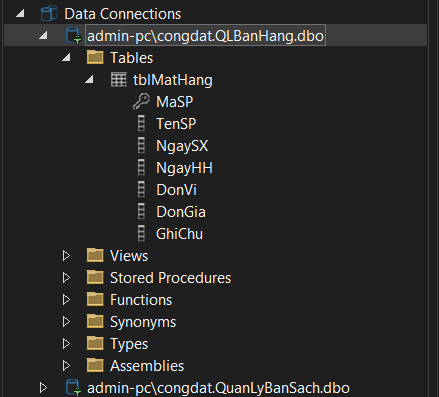 Data Connections
admin-pc\congdat.QLBanHang.dbo
Tables
tblMatHang
MaSP
TenSP
NgaySX
NgayHH
DonVi
DonGia
GhiChu
Views
Stored Procedures
Functions
Synonyms
Types
Assemblies
admin-pc\congdat.QuanLyBanSach.dbo